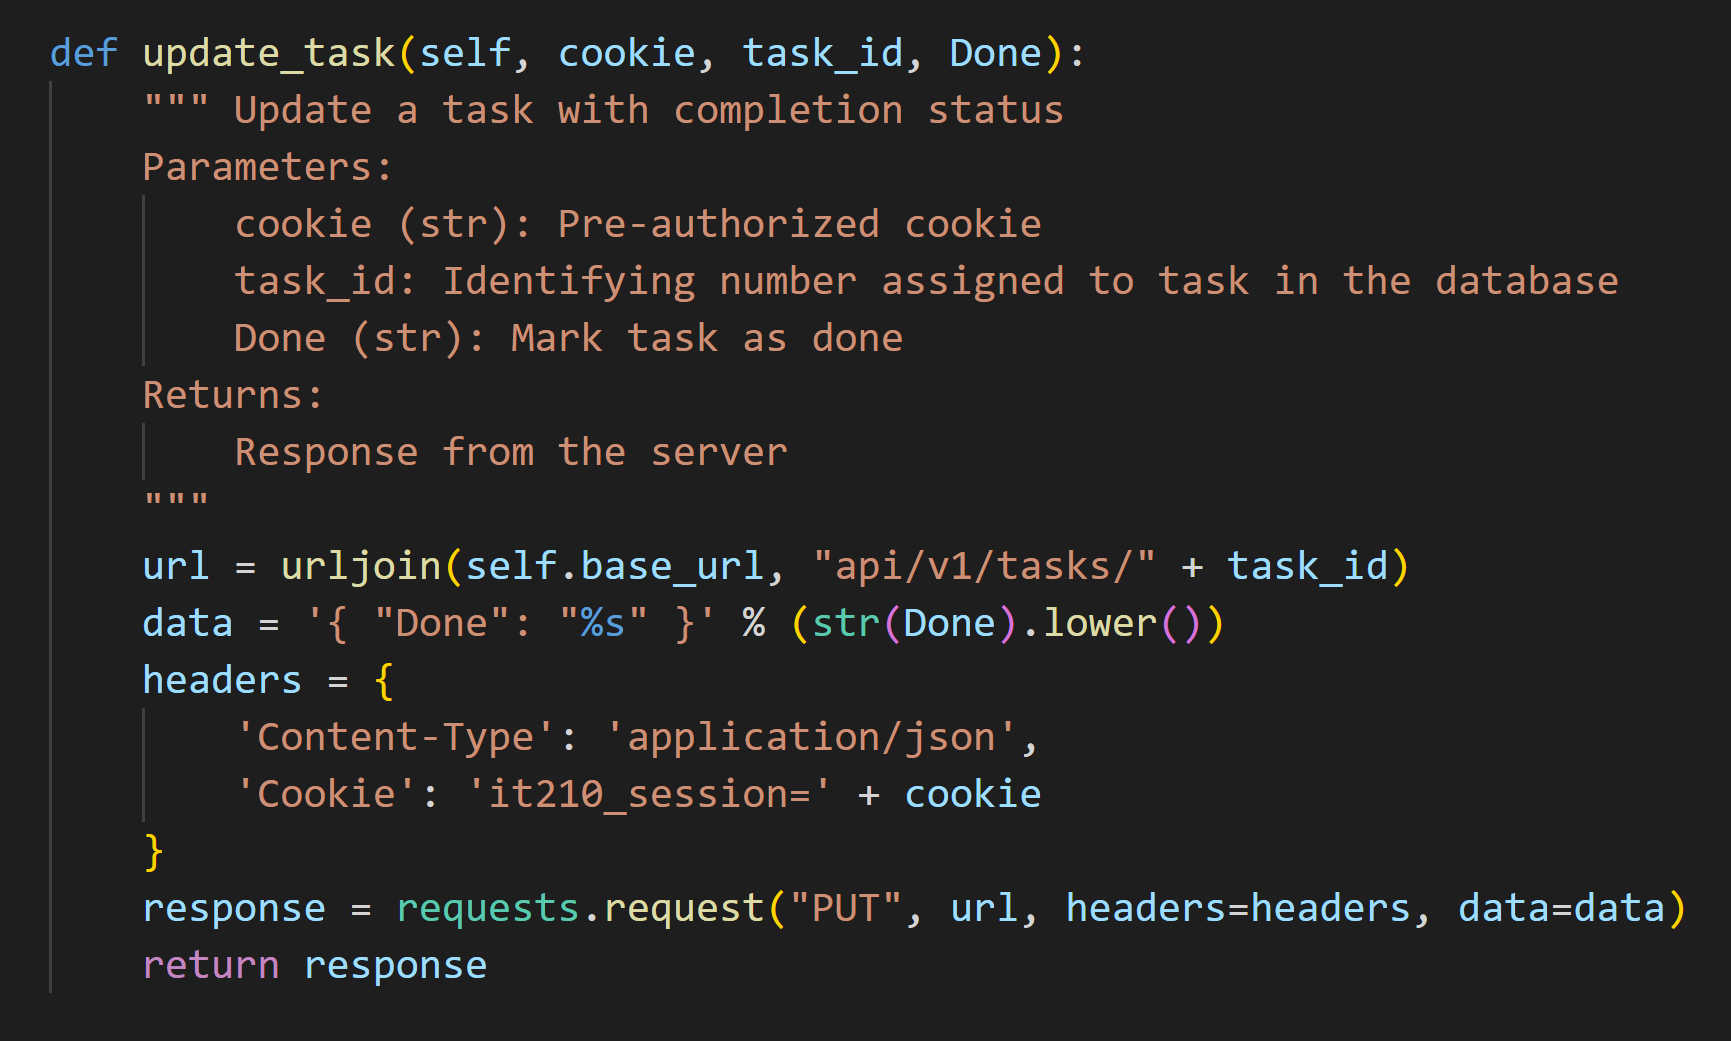 def update_task(self, cookie, task_id, Done):
    """ Update a task with completion status
    Parameters:
        cookie (str): Pre-authorized cookie
        task_id: Identifying number assigned to task in the database
        Done (str): Mark task as done
    Returns:
        Response from the server
    """
    url = urljoin(self.base_url, "api/v1/tasks/" + task_id)
    data = '{ "Done": "%s" }' % (str(Done).lower())
    headers = {
        'Content-Type': 'application/json',
        'Cookie': 'it210_session=' + cookie
    }
    response = requests.request("PUT", url, headers=headers, data=data)
    return response